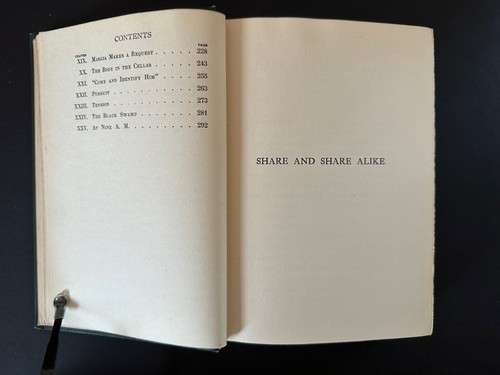 CONTENTS
CHAPTER PAGE
XIX. MARCIA MAKES A REQUEST . . . . . 228
XX. THE BODY IN THE CELLAR . . . . . . 243
XXI. "COME AND IDENTIFY HIM" . . . . . . 255
XXII. PURSUIT . . . . . . . . . . 263
XXIII. TENSION . . . . . . . . . . 273
XXIV. THE BLACK SWAMP . . . . . . . . 281
XXV. AT NINE A. M. . . . . . . . . . 292
SHARE AND SHARE ALIKE